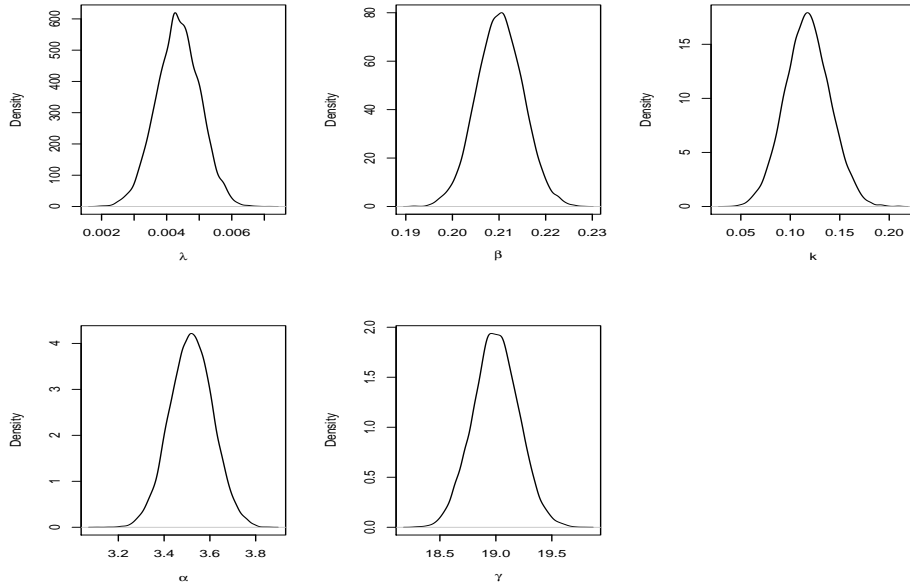 Density
0 100 200 300 400 500 600
0.002 0.004 0.006
λ
Density
0 20 40 60 80
0.19 0.20 0.21 0.22 0.23
β
Density
0 5 10 15
0.05 0.10 0.15 0.20
k
Density
0 1 2 3 4
3.2 3.4 3.6 3.8
α
Density
0.0 0.5 1.0 1.5 2.0
18.5 19.0 19.5
γ